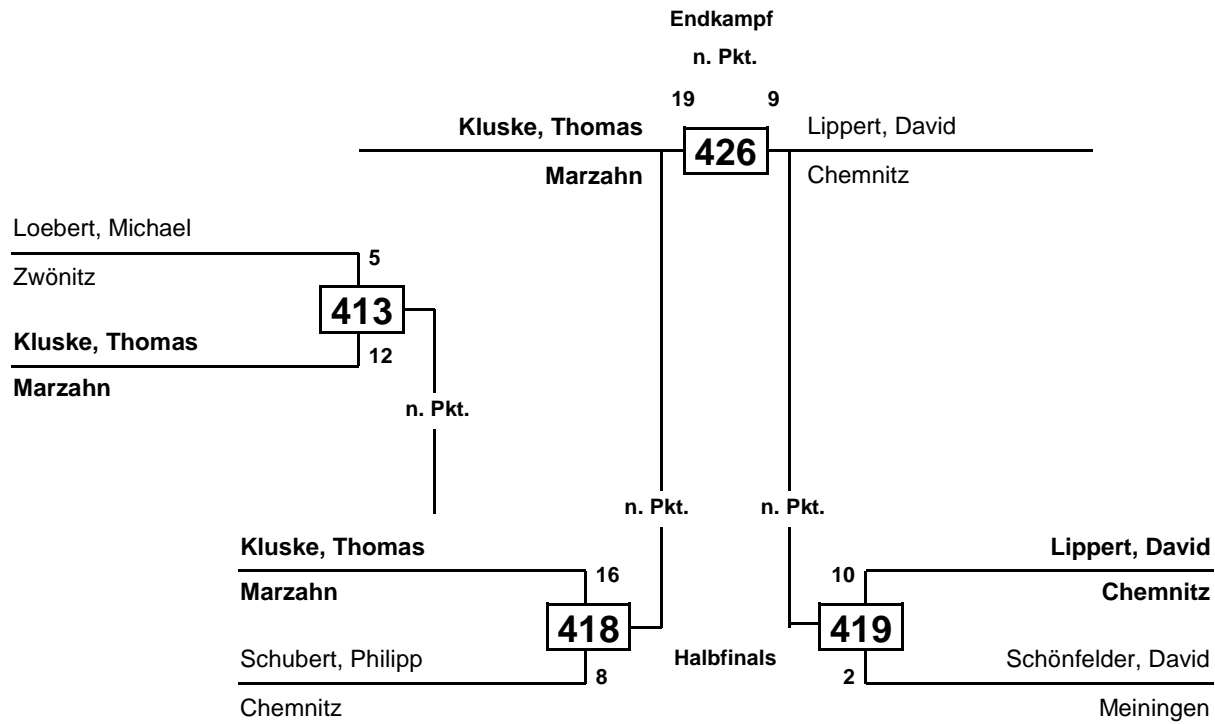 Endkampf
n. Pkt.
19 9
Kluske, Thomas 426 Lippert, David
Marzahn Chemnitz
Loebert, Michael
5
Zwönitz
413
Kluske, Thomas
12
Marzahn
n. Pkt.
n. Pkt. n. Pkt.
Kluske, Thomas Lippert, David
16 10
Marzahn Chemnitz
418 419
Schubert, Philipp Halbfinals Schönfelder, David
8 2
Chemnitz Meiningen